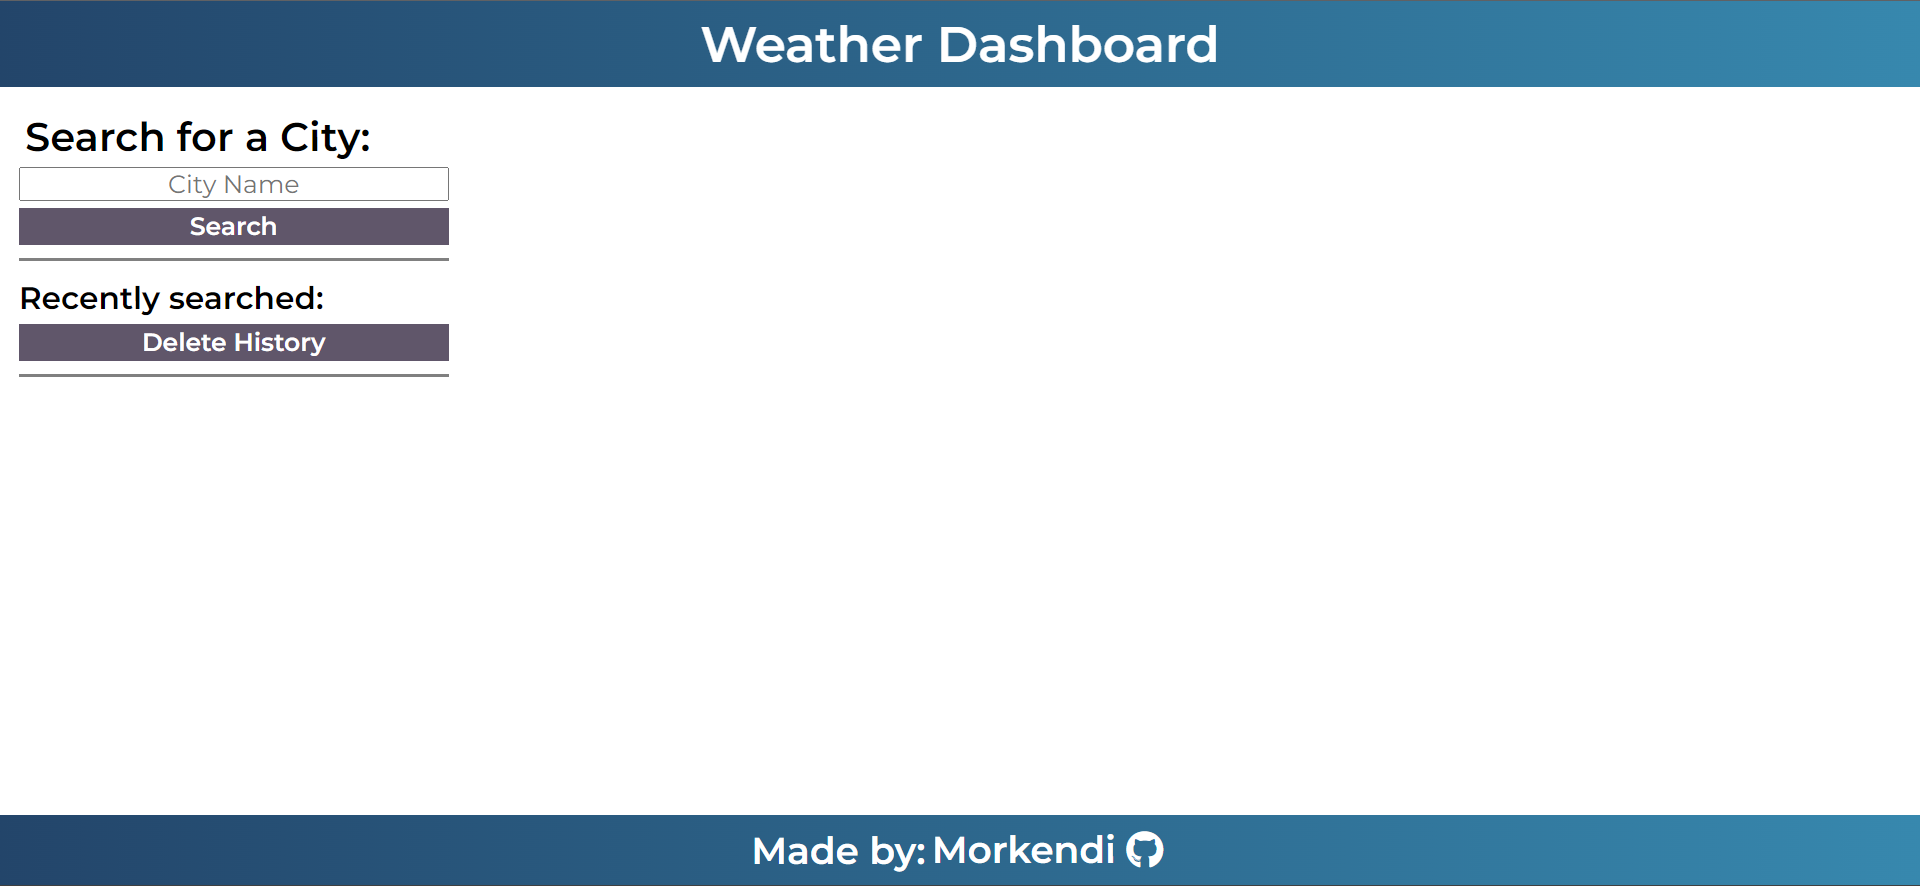 Weather Dashboard
Search for a City:
City Name
Search
Recently searched:
Delete History
Made by: Morkendi